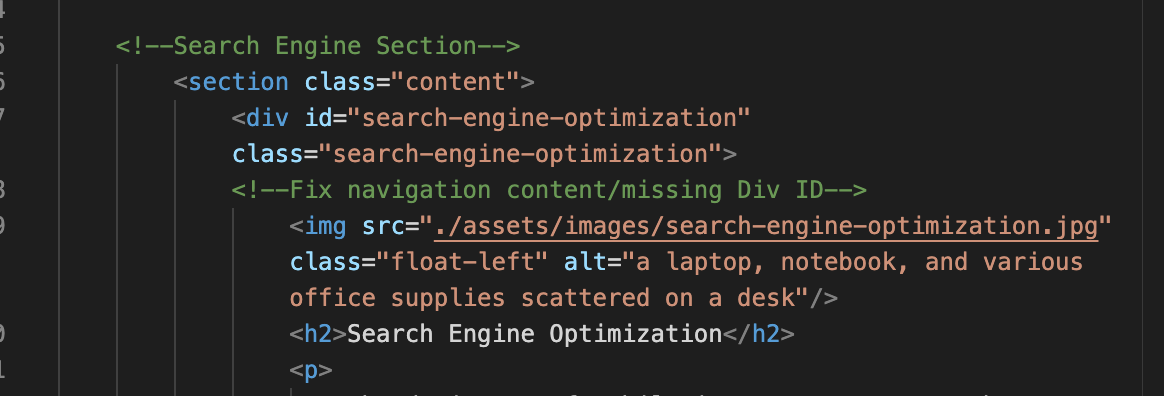 <!--Search Engine Section-->
<section class="content">
<div id="search-engine-optimization"
class="search-engine-optimization">
<!--Fix navigation content/missing Div ID-->
<img src="./assets/images/search-engine-optimization.jpg"
class="float-left" alt="a laptop, notebook, and various
office supplies scattered on a desk"/>
<h2>Search Engine Optimization</h2>
<p>